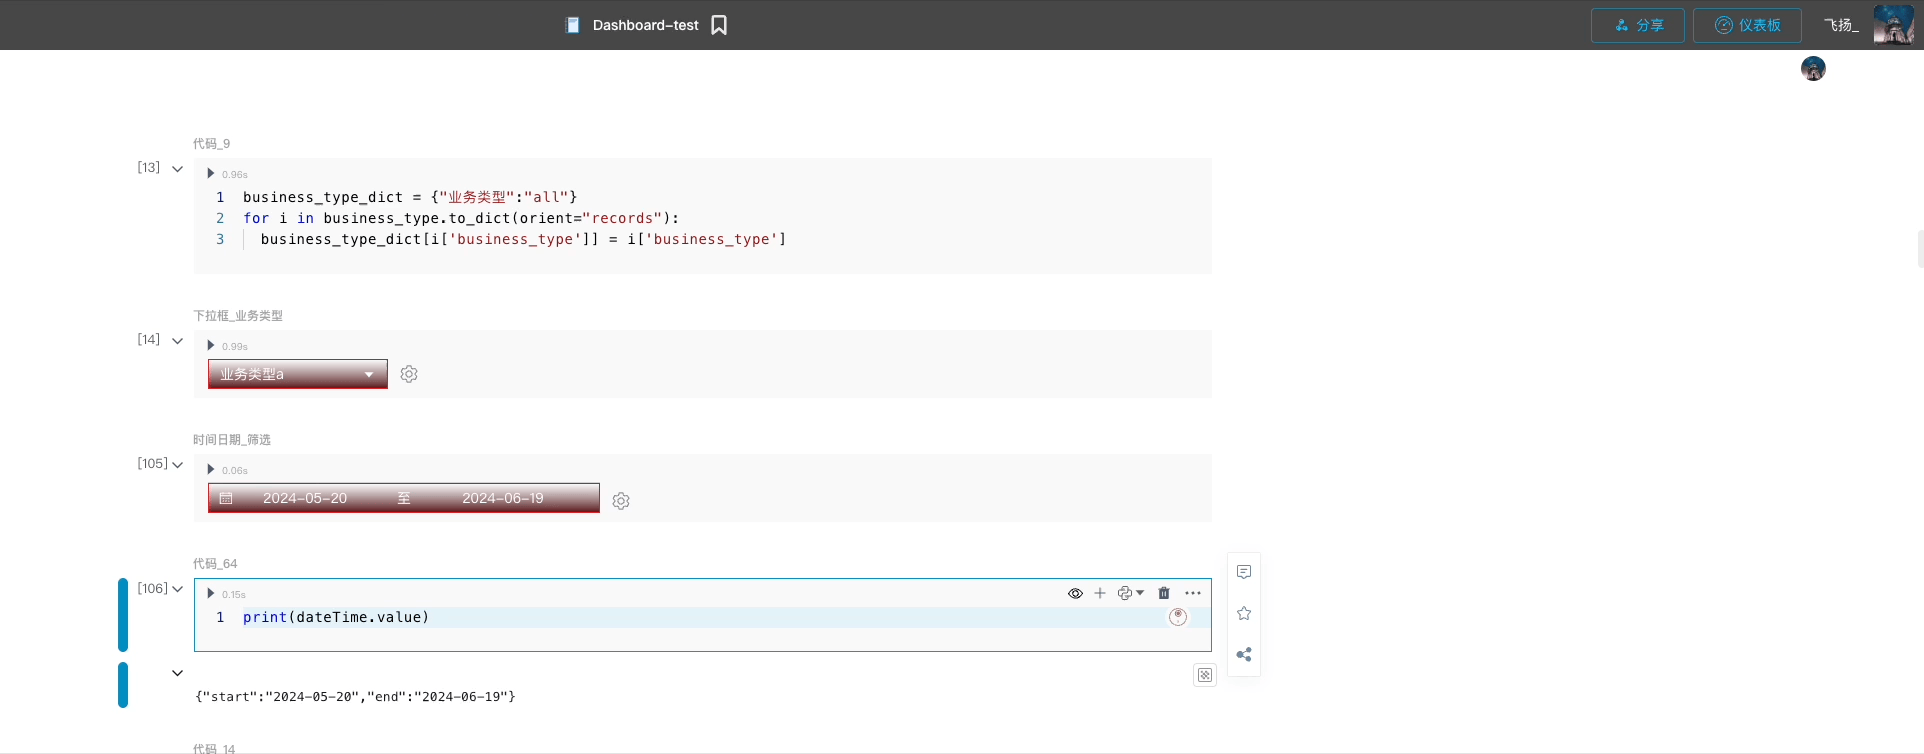 Dashboard-test
分享
仪表板
飞扬_
代码_9
[13]
0.96s
1 business_type_dict = {"业务类型":"all"}
2 for i in business_type.to_dict(orient="records"):
3 business_type_dict[i['business_type']] = i['business_type']
下拉框_业务类型
[14]
0.99s
业务类型a
时间日期_筛选
[105]
0.06s
2024-05-20 至 2024-06-19
代码_64
[106]
0.15s
1 print(dateTime.value)
{"start":"2024-05-20","end":"2024-06-19"}
代码_14